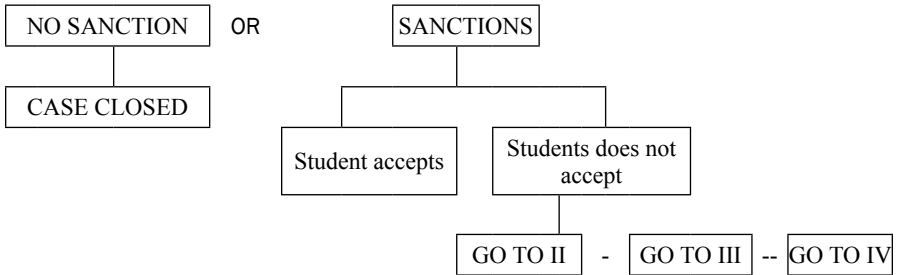 NO SANCTION OR SANCTIONS
CASE CLOSED
Student accepts
Students does not
accept
GO TO II - GO TO III -- GO TO IV